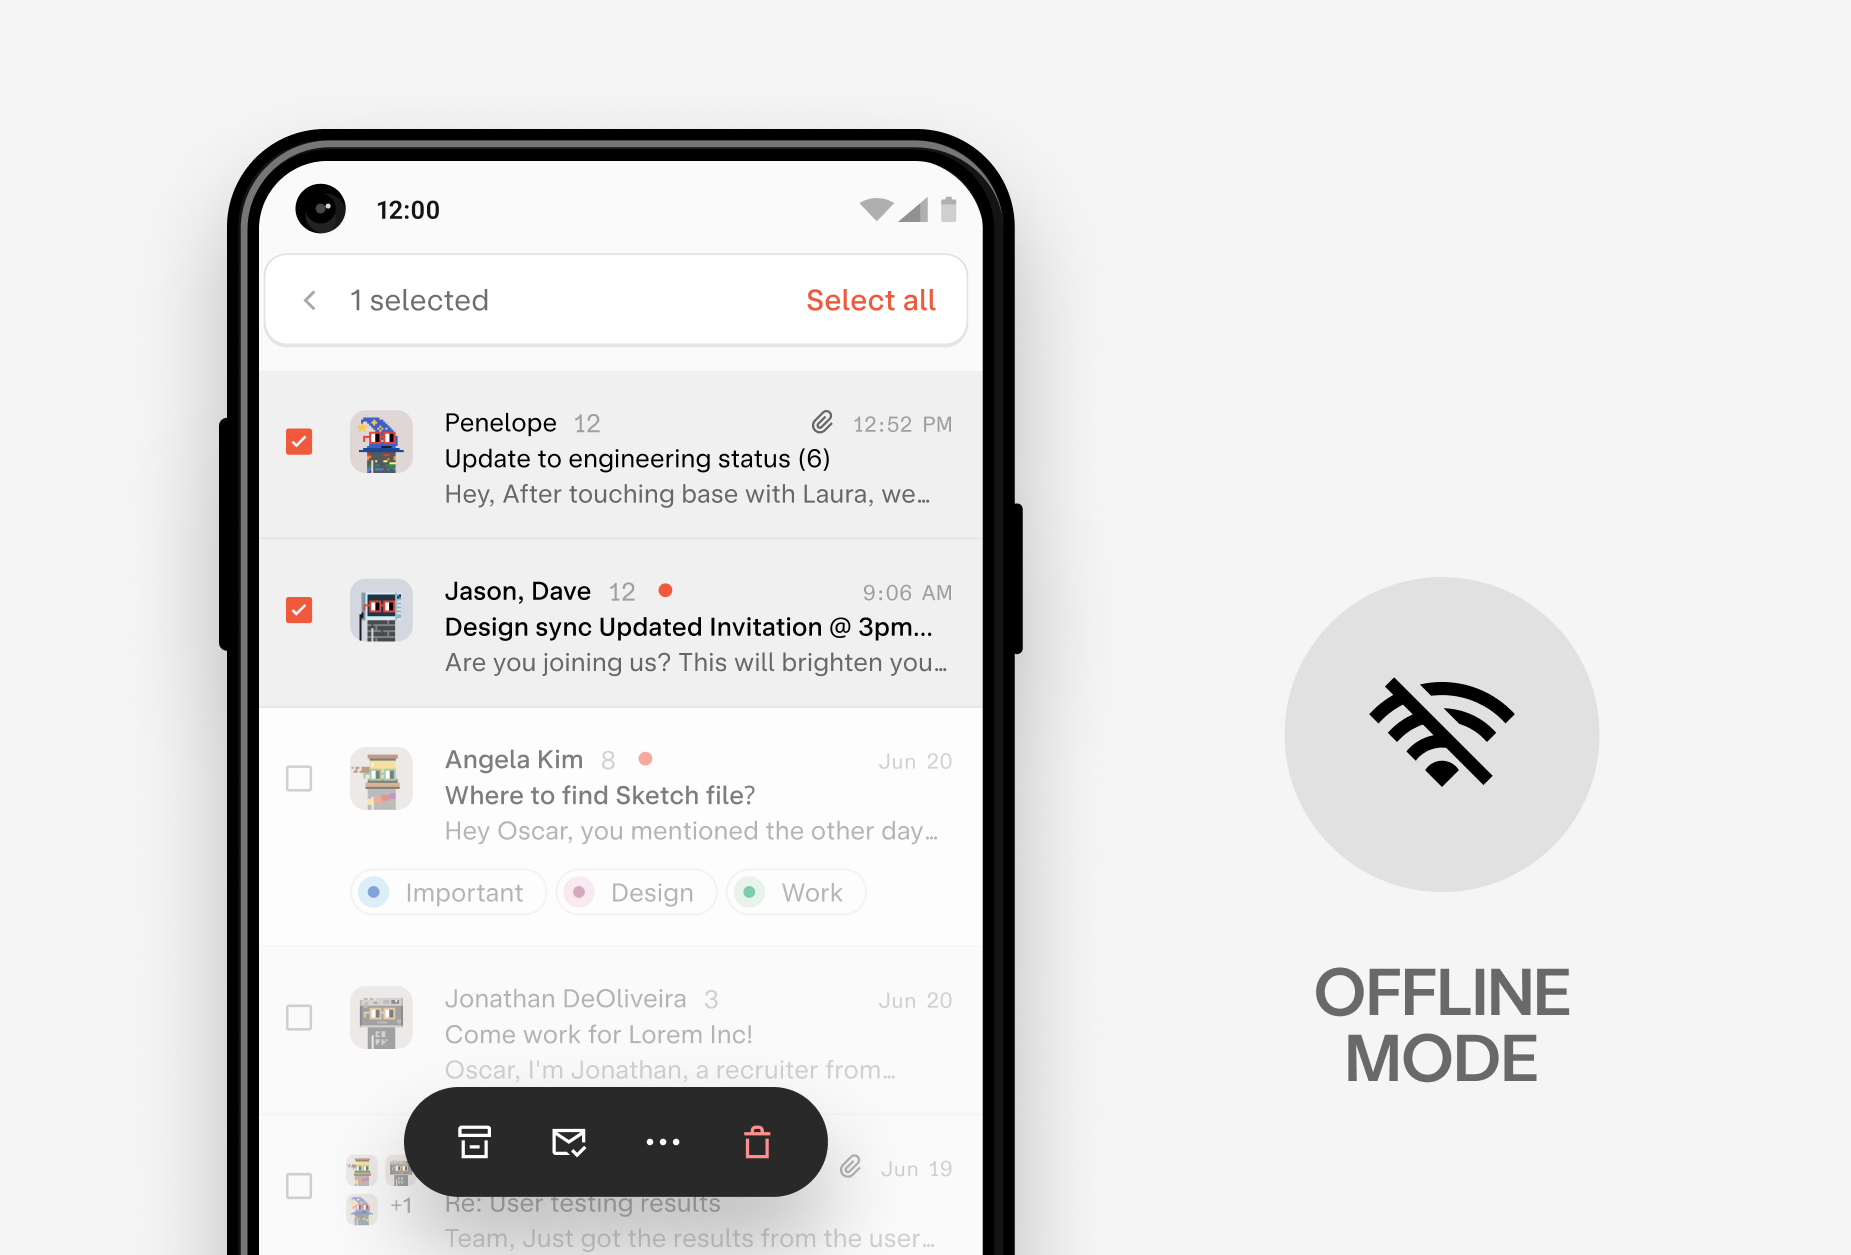 12:00
1 selected
Select all
Penelope 12 12:52 PM
Update to engineering status (6)
Hey, After touching base with Laura, we...
Jason, Dave 12 9:06 AM
Design sync Updated Invitation @ 3pm...
Are you joining us? This will brighten you...
Angela Kim 8 Jun 20
Where to find Sketch file?
Hey Oscar, you mentioned the other day...
Important Design Work
Jonathan DeOliveira 3 Jun 20
Come work for Lorem Inc!
Oscar, I'm Jonathan, a recruiter from...
Jun 19
+1
Re: User testing results
Team, Just got the results from the user...
OFFLINE
MODE